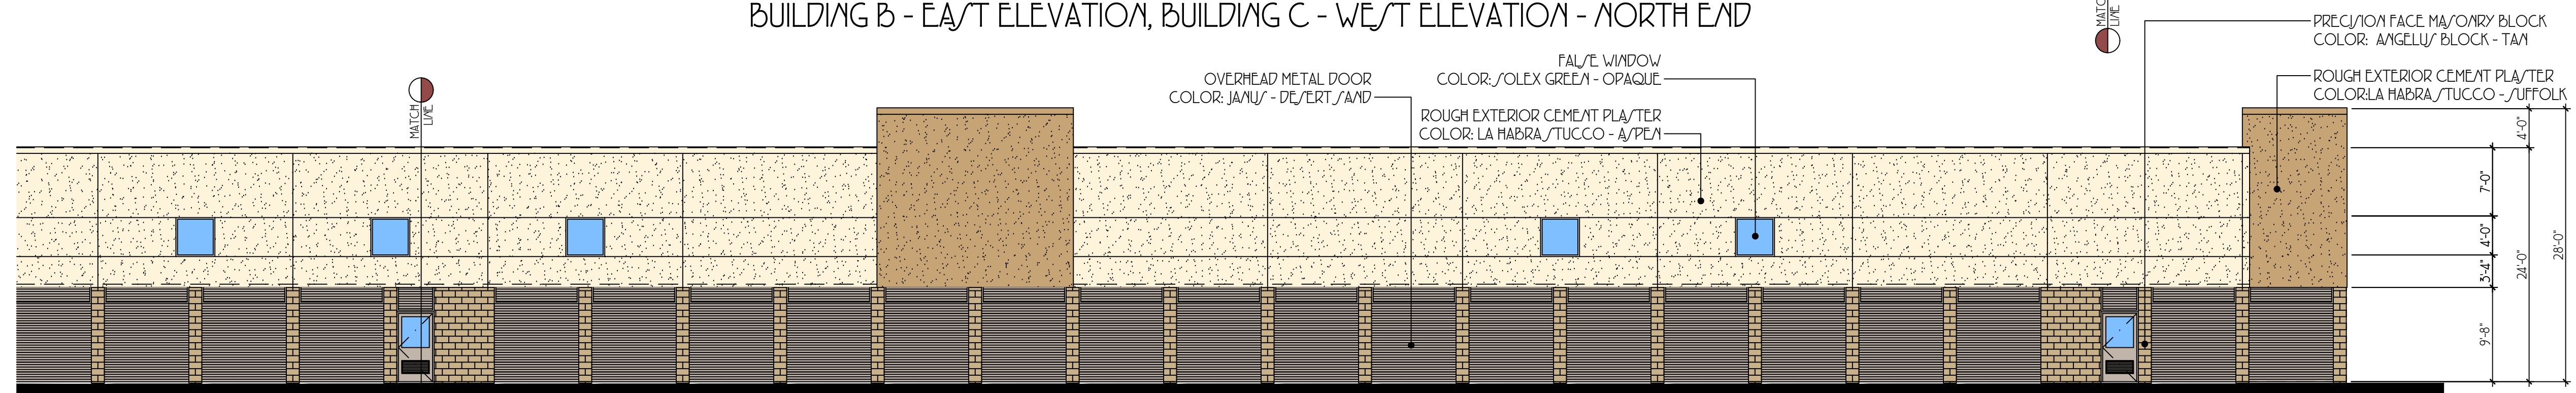 BUILDING B - EAST ELEVATION, BUILDING C - WEST ELEVATION - NORTH END
MATCH
LINE
MATCH
LINE
OVERHEAD METAL DOOR
COLOR: JANUS - DESERT SAND
FALSE WINDOW
COLOR: SOLEX GREEN - OPAQUE
ROUGH EXTERIOR CEMENT PLASTER
COLOR: LA HABRA STUCCO - ASPEN
PRECISION FACE MASONRY BLOCK
COLOR: ANGELUS BLOCK - TAN
ROUGH EXTERIOR CEMENT PLASTER
COLOR: LA HABRA STUCCO - SUFFOLK
4'-0"
7'-0"
4'-0"
3'-4"
9'-8"
24'-0"
28'-0"